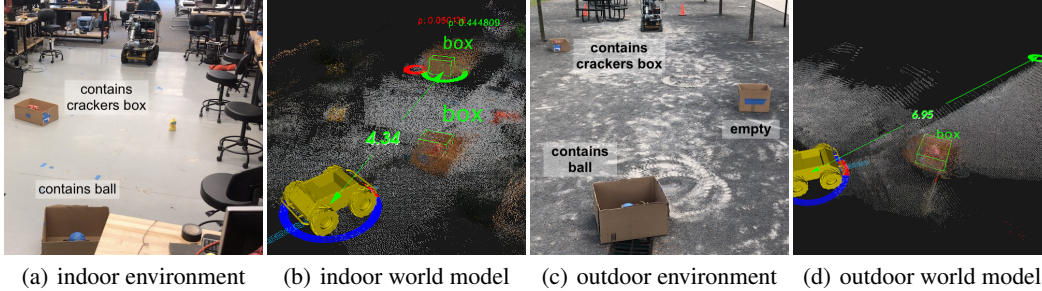 contains
crackers box
contains ball
p: 0.444809
box
box
4.34
contains
crackers box
empty
contains
ball
6.95
box
(a) indoor environment
(b) indoor world model
(c) outdoor environment
(d) outdoor world model